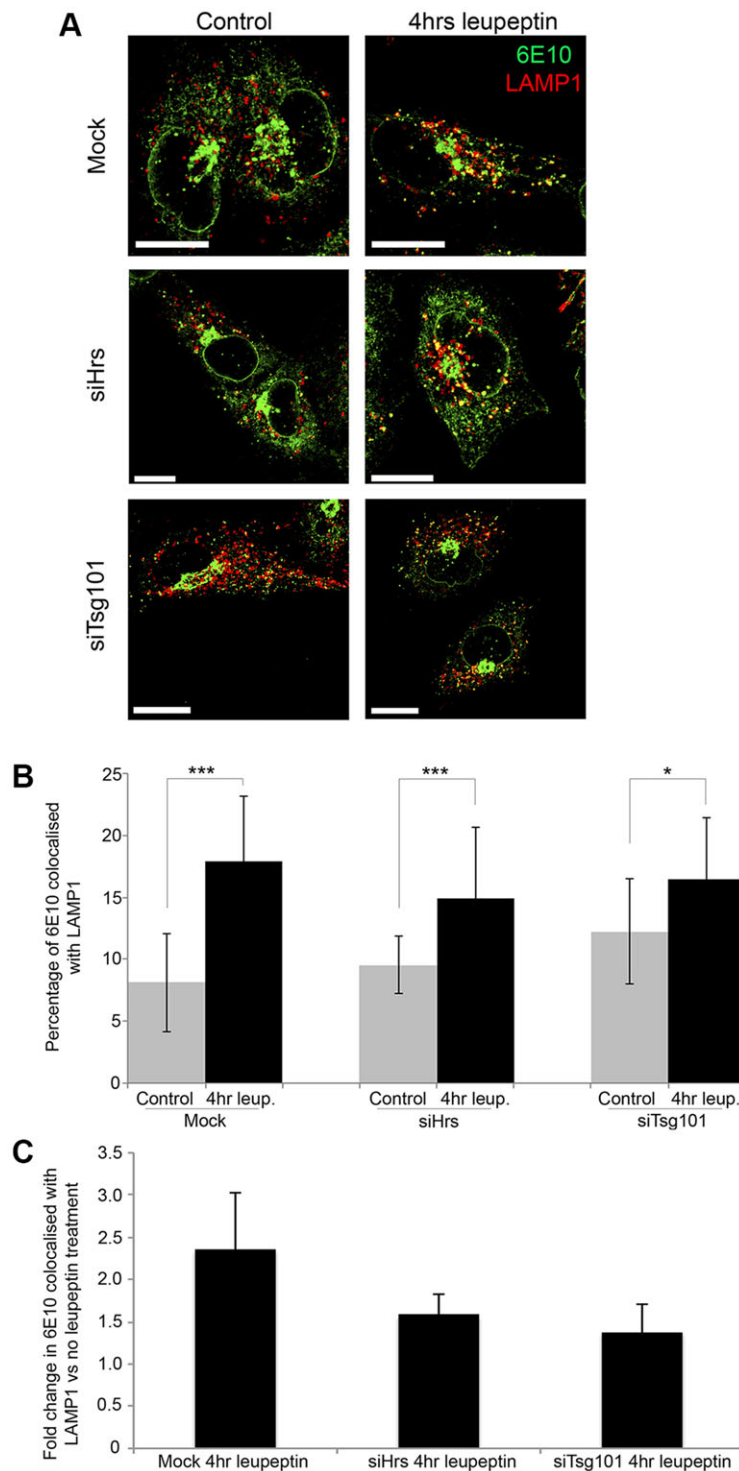 A
Control
4hrs leupeptin
6E10
LAMP1
Mock
siHrs
siTsg101
B
Percentage of 6E10 colocalised
with LAMP1
25
20
15
10
5
0
***
***
*
Control
4hr leup.
Control
4hr leup.
Control
4hr leup.
Mock
siHrs
siTsg101
C
Fold change in 6E10 colocalised with
LAMP1 vs no leupeptin treatment
3.5
3.0
2.5
2.0
1.5
1.0
0.5
0
Mock 4hr leupeptin
siHrs 4hr leupeptin
siTsg101 4hr leupeptin